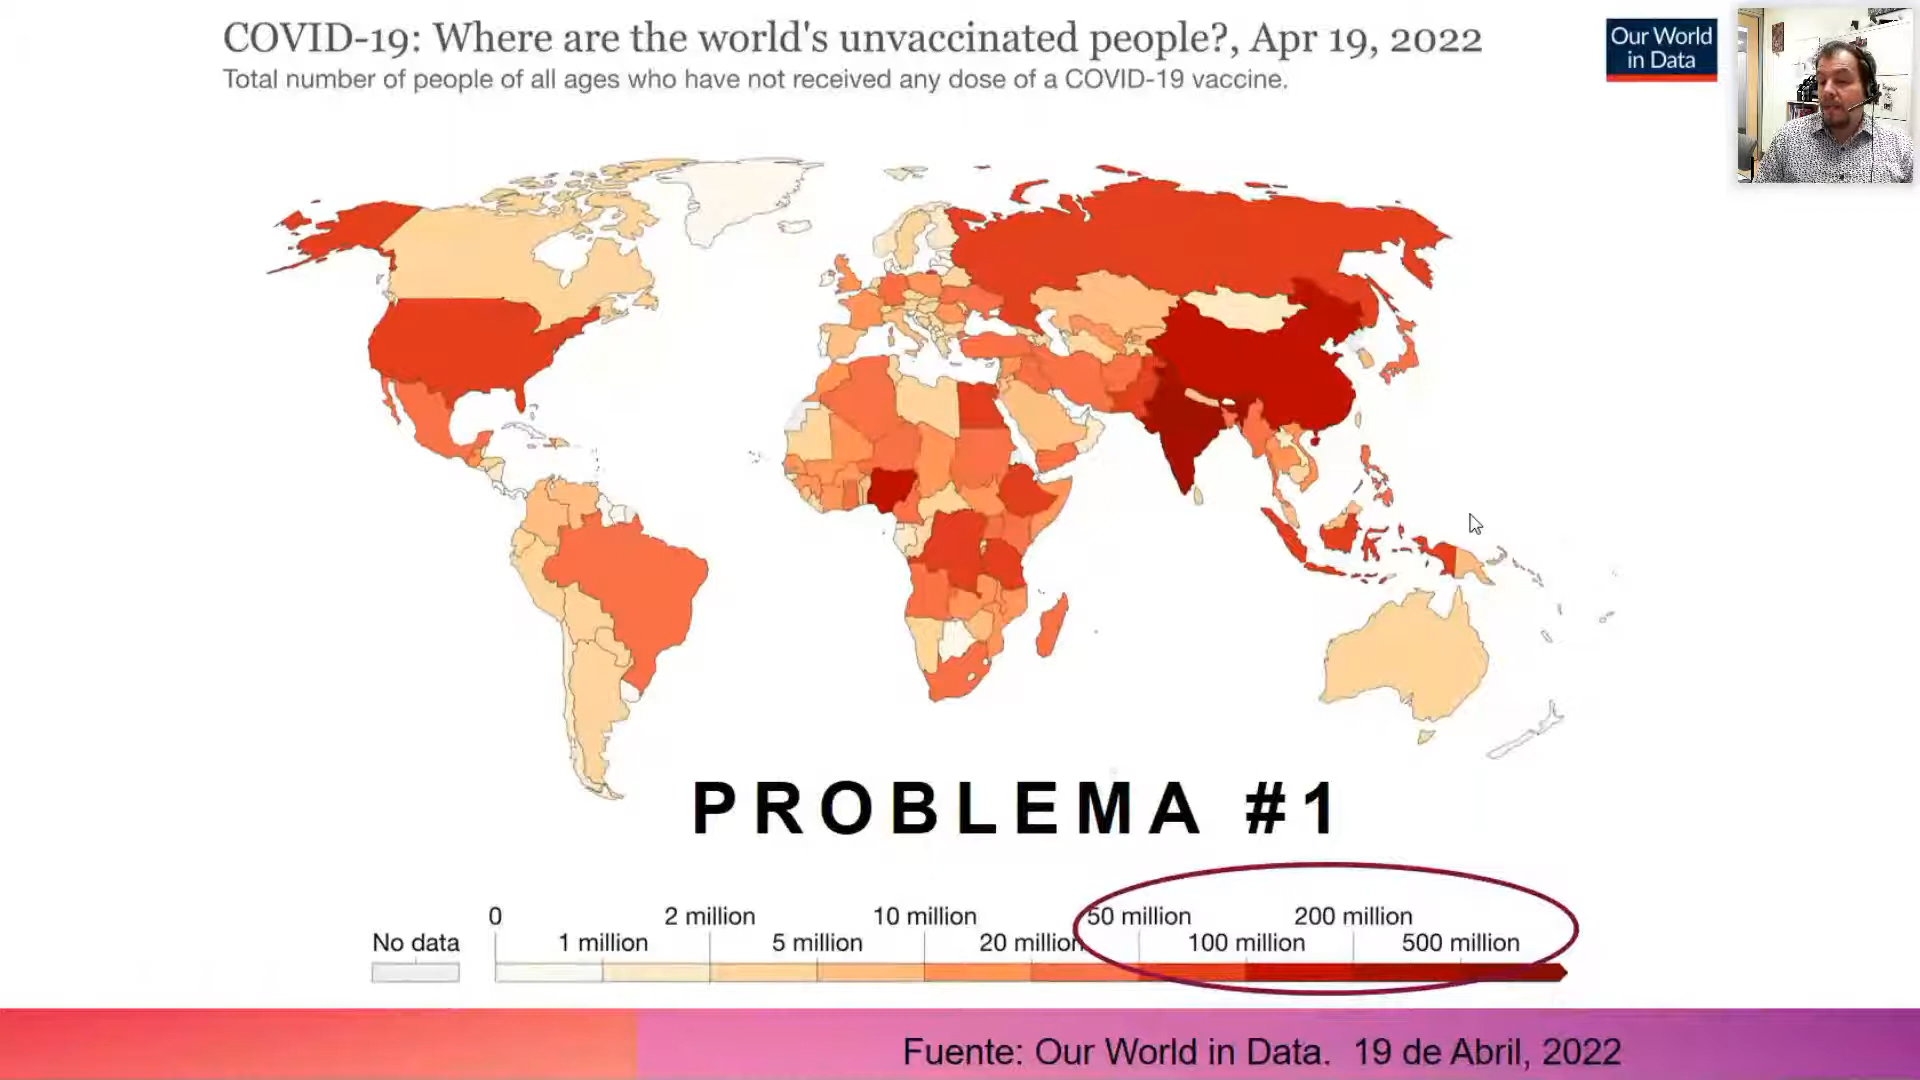 COVID-19: Where are the world's unvaccinated people?, Apr 19, 2022
Total number of people of all ages who have not received any dose of a COVID-19 vaccine.
Our World
in Data
PROBLEMA #1
0 2 million 10 million 50 million 200 million
No data 1 million 5 million 20 million 100 million 500 million
Fuente: Our World in Data. 19 de Abril, 2022